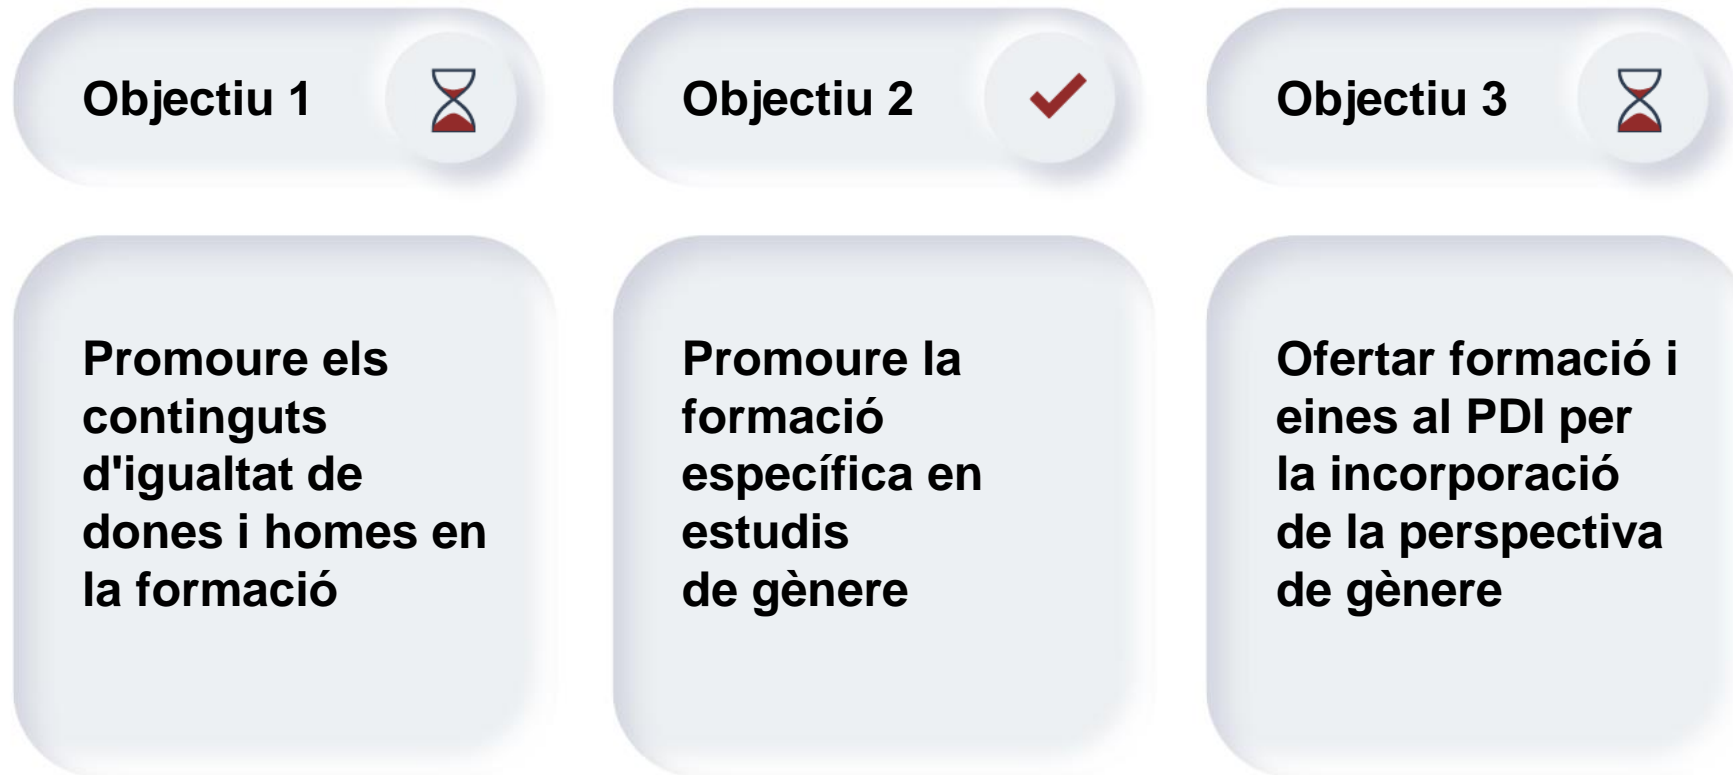 Objectiu 1
Promoure els
continguts
d'igualtat de
dones i homes en
la formació
Objectiu 2
Promoure la
formació
específica en
estudis
de gènere
Objectiu 3
Ofertar formació i
eines al PDI per
la incorporació
de la perspectiva
de gènere